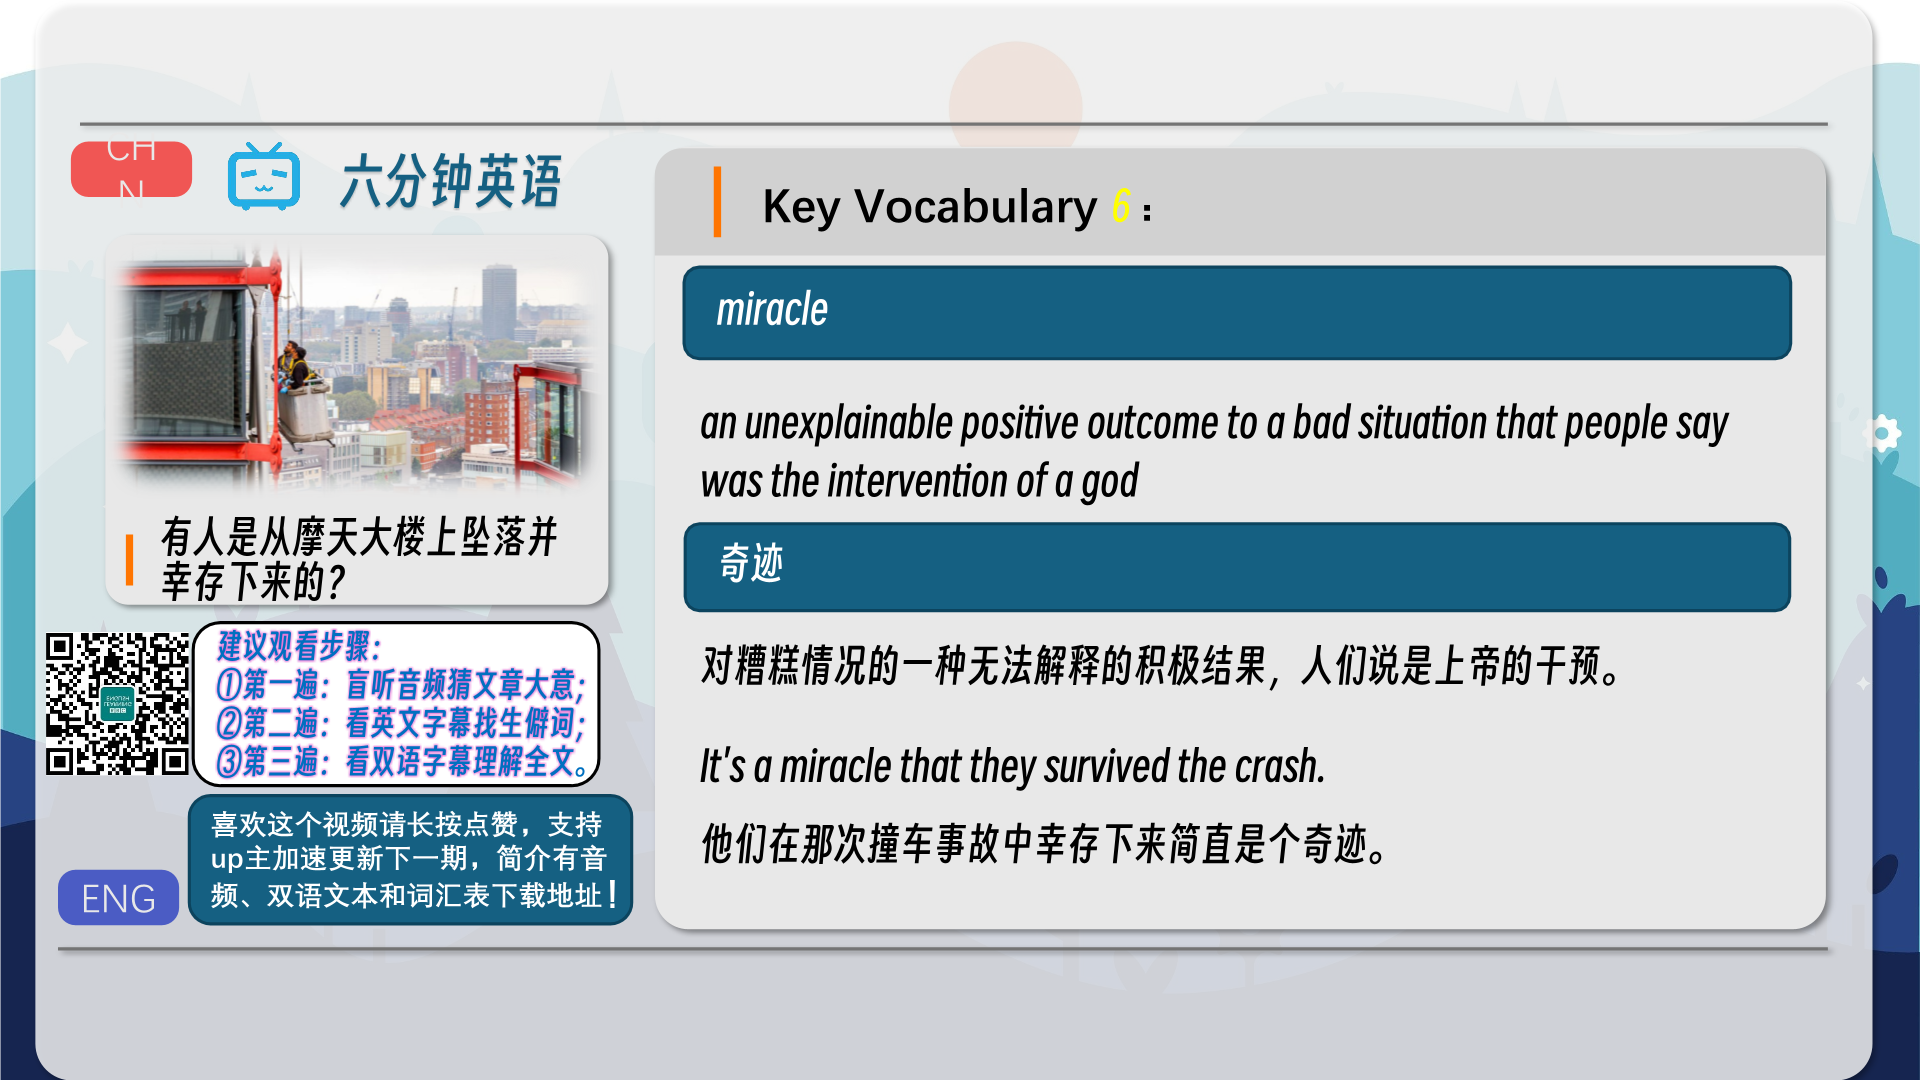 CH
N
六分钟英语
有人是从摩天大楼上坠落并
幸存下来的？
建议观看步骤：
①第一遍：盲听音频猜文章大意；
②第二遍：看英文字幕找生僻词；
③第三遍：看双语字幕理解全文。
喜欢这个视频请长按点赞，支持
up主加速更新下一期，简介有音
频、双语文本和词汇表下载地址！
ENG
Key Vocabulary 6：
miracle
an unexplainable positive outcome to a bad situation that people say
was the intervention of a god
奇迹
对糟糕情况的一种无法解释的积极结果，人们说是上帝的干预。
It's a miracle that they survived the crash.
他们在那次撞车事故中幸存下来简直是个奇迹。